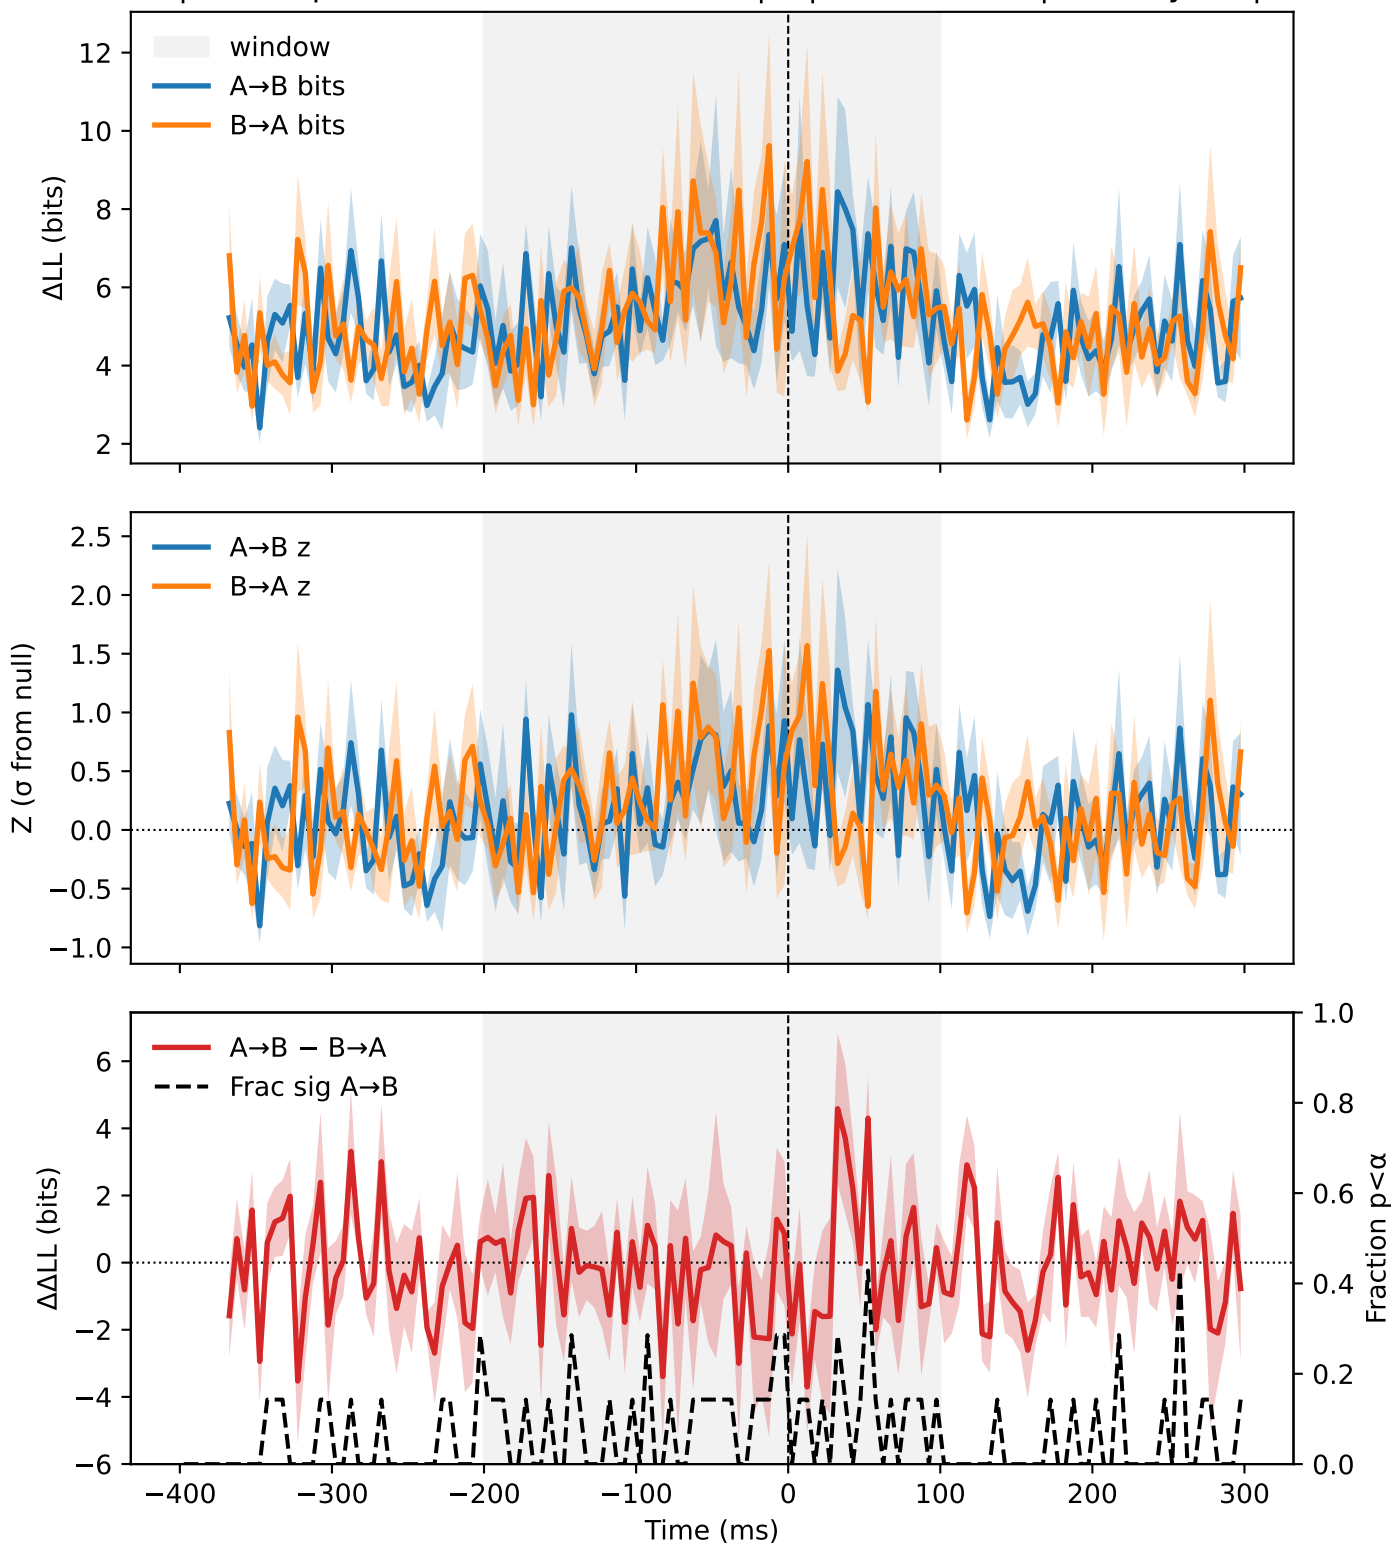 window
A→B bits
B→A bits
12
10
8
6
4
2
ΔLL (bits)
A→B z
B→A z
2.5
2.0
1.5
1.0
0.5
0.0
−0.5
−1.0
Z (σ from null)
A→B − B→A
Frac sig A→B
6
4
2
0
−2
−4
−6
ΔΔLL (bits)
1.0
0.8
0.6
0.4
0.2
0.0
Fraction p<α
−400 −300 −200 −100 0 100 200 300
Time (ms)